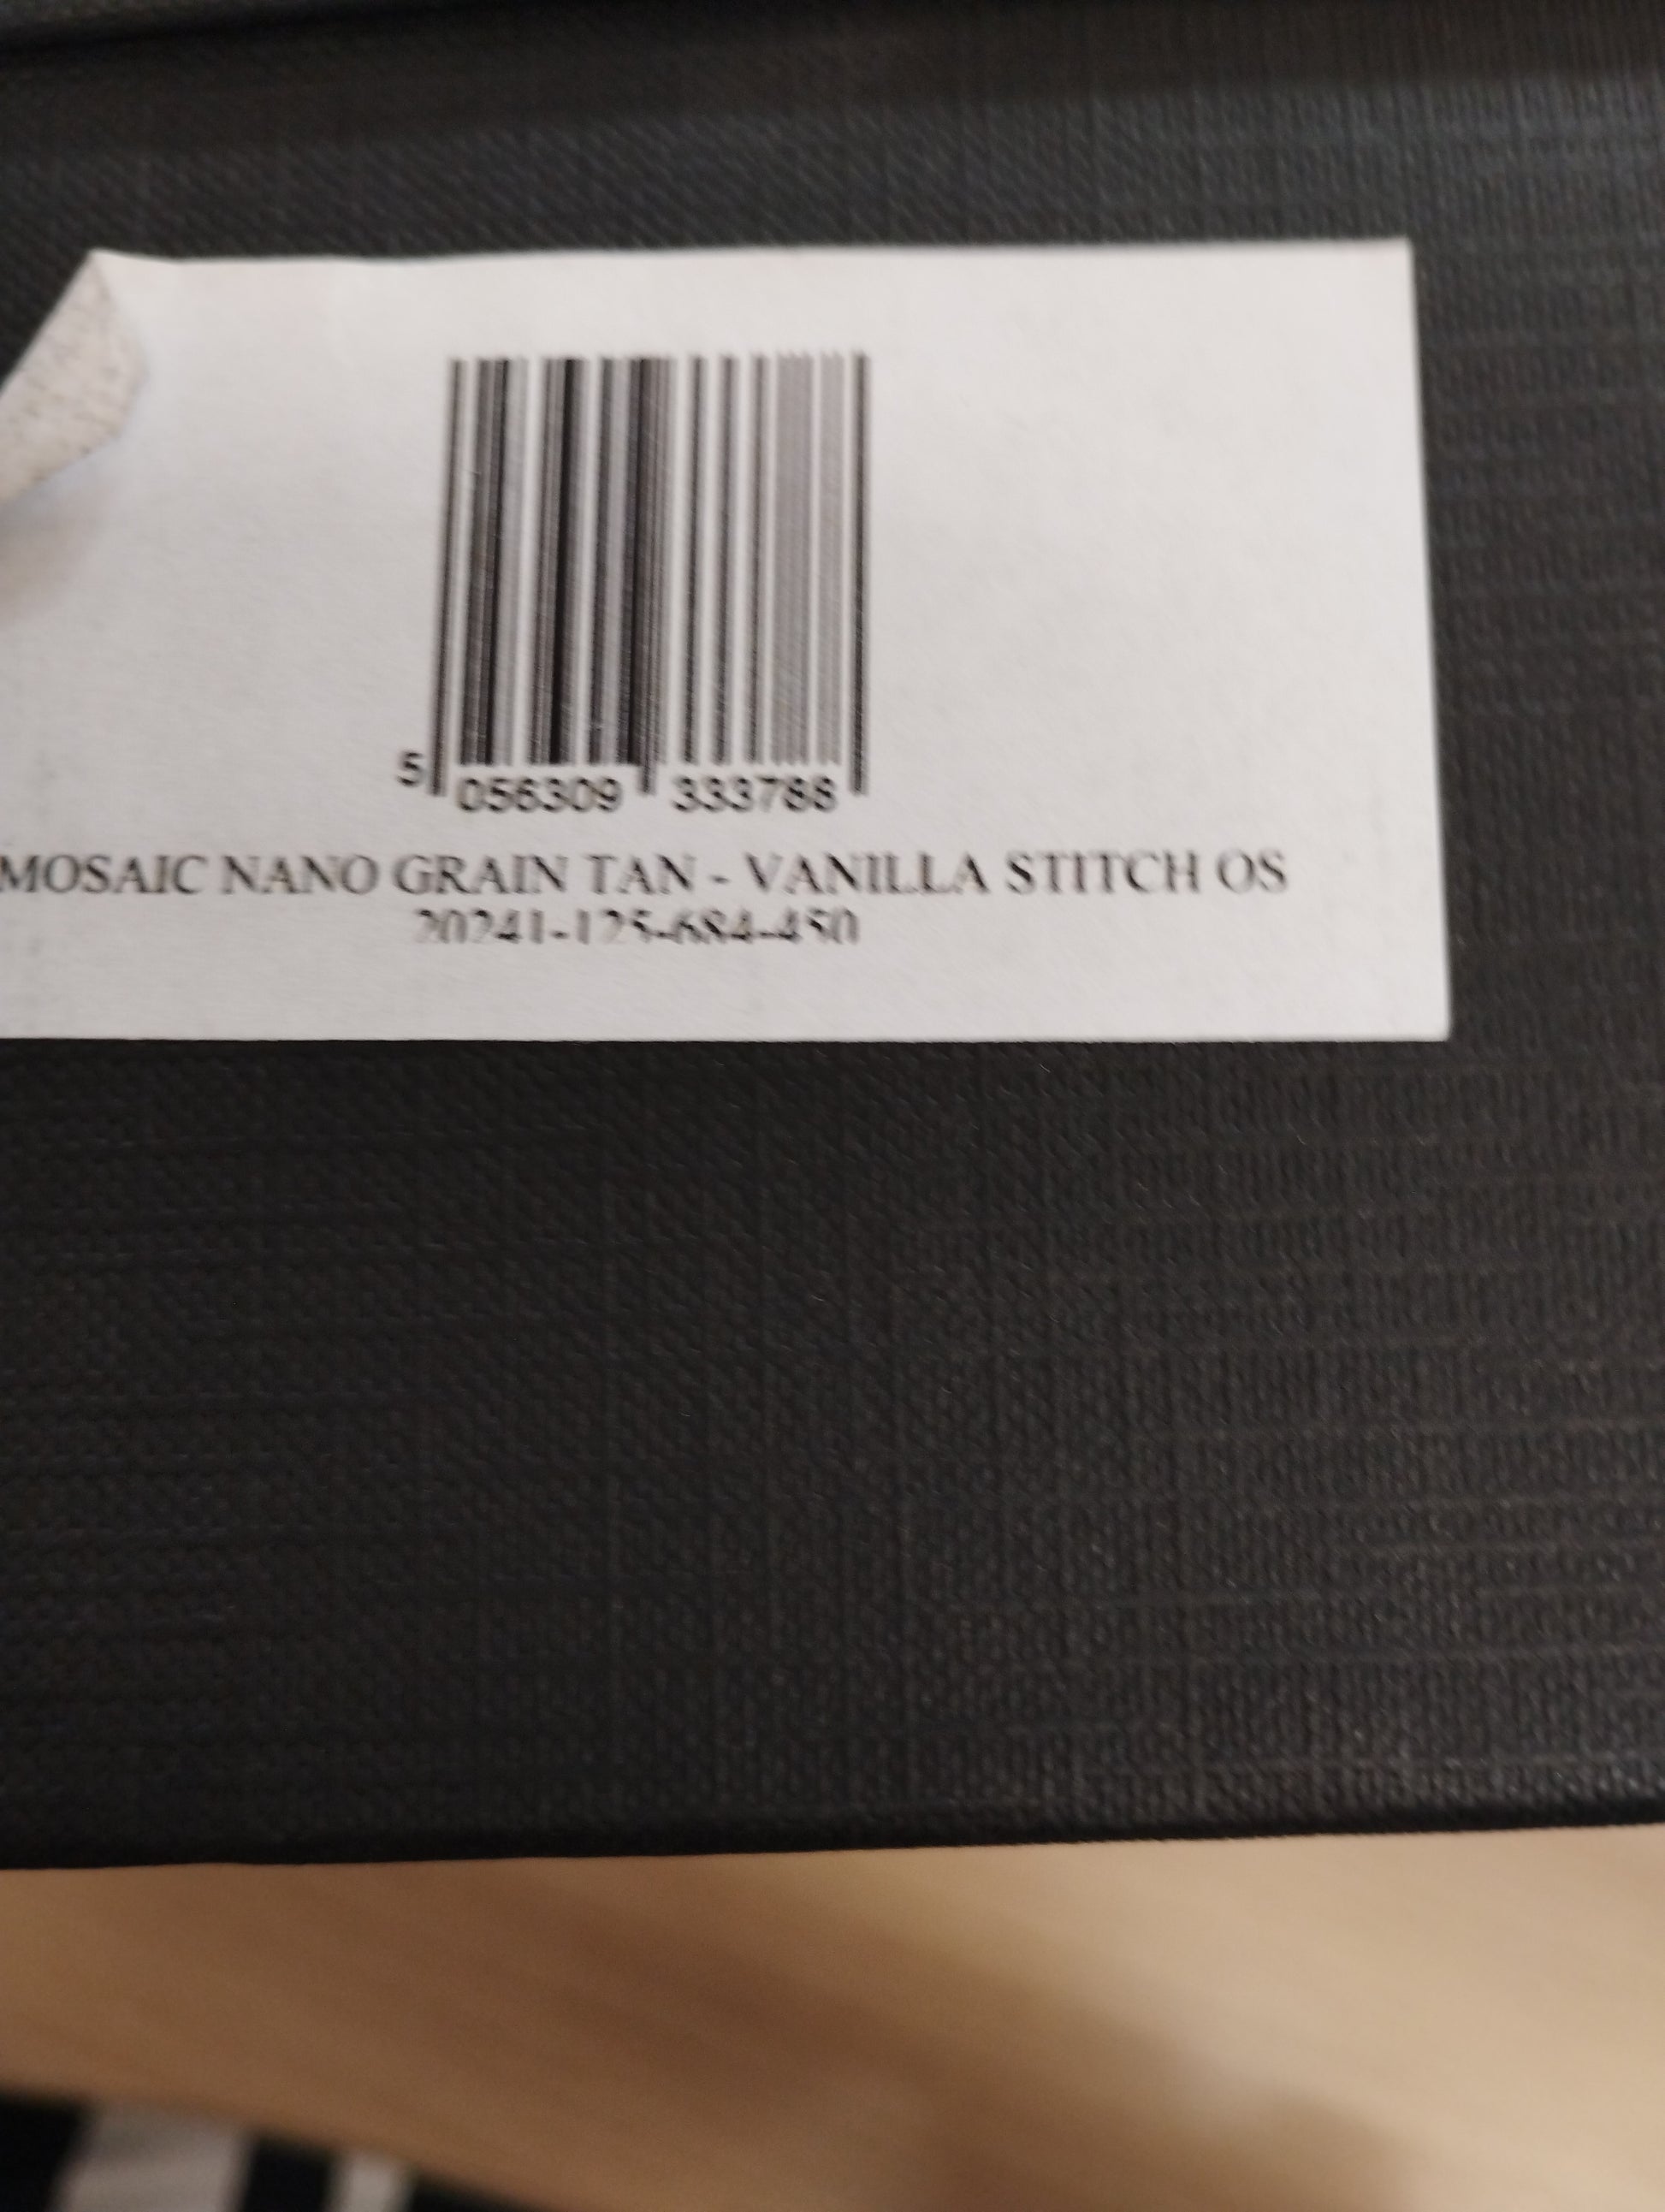 5 056309 333788
MOSAIC NANO GRAIN TAN - VANILLA STITCH OS
20241-125-684-450